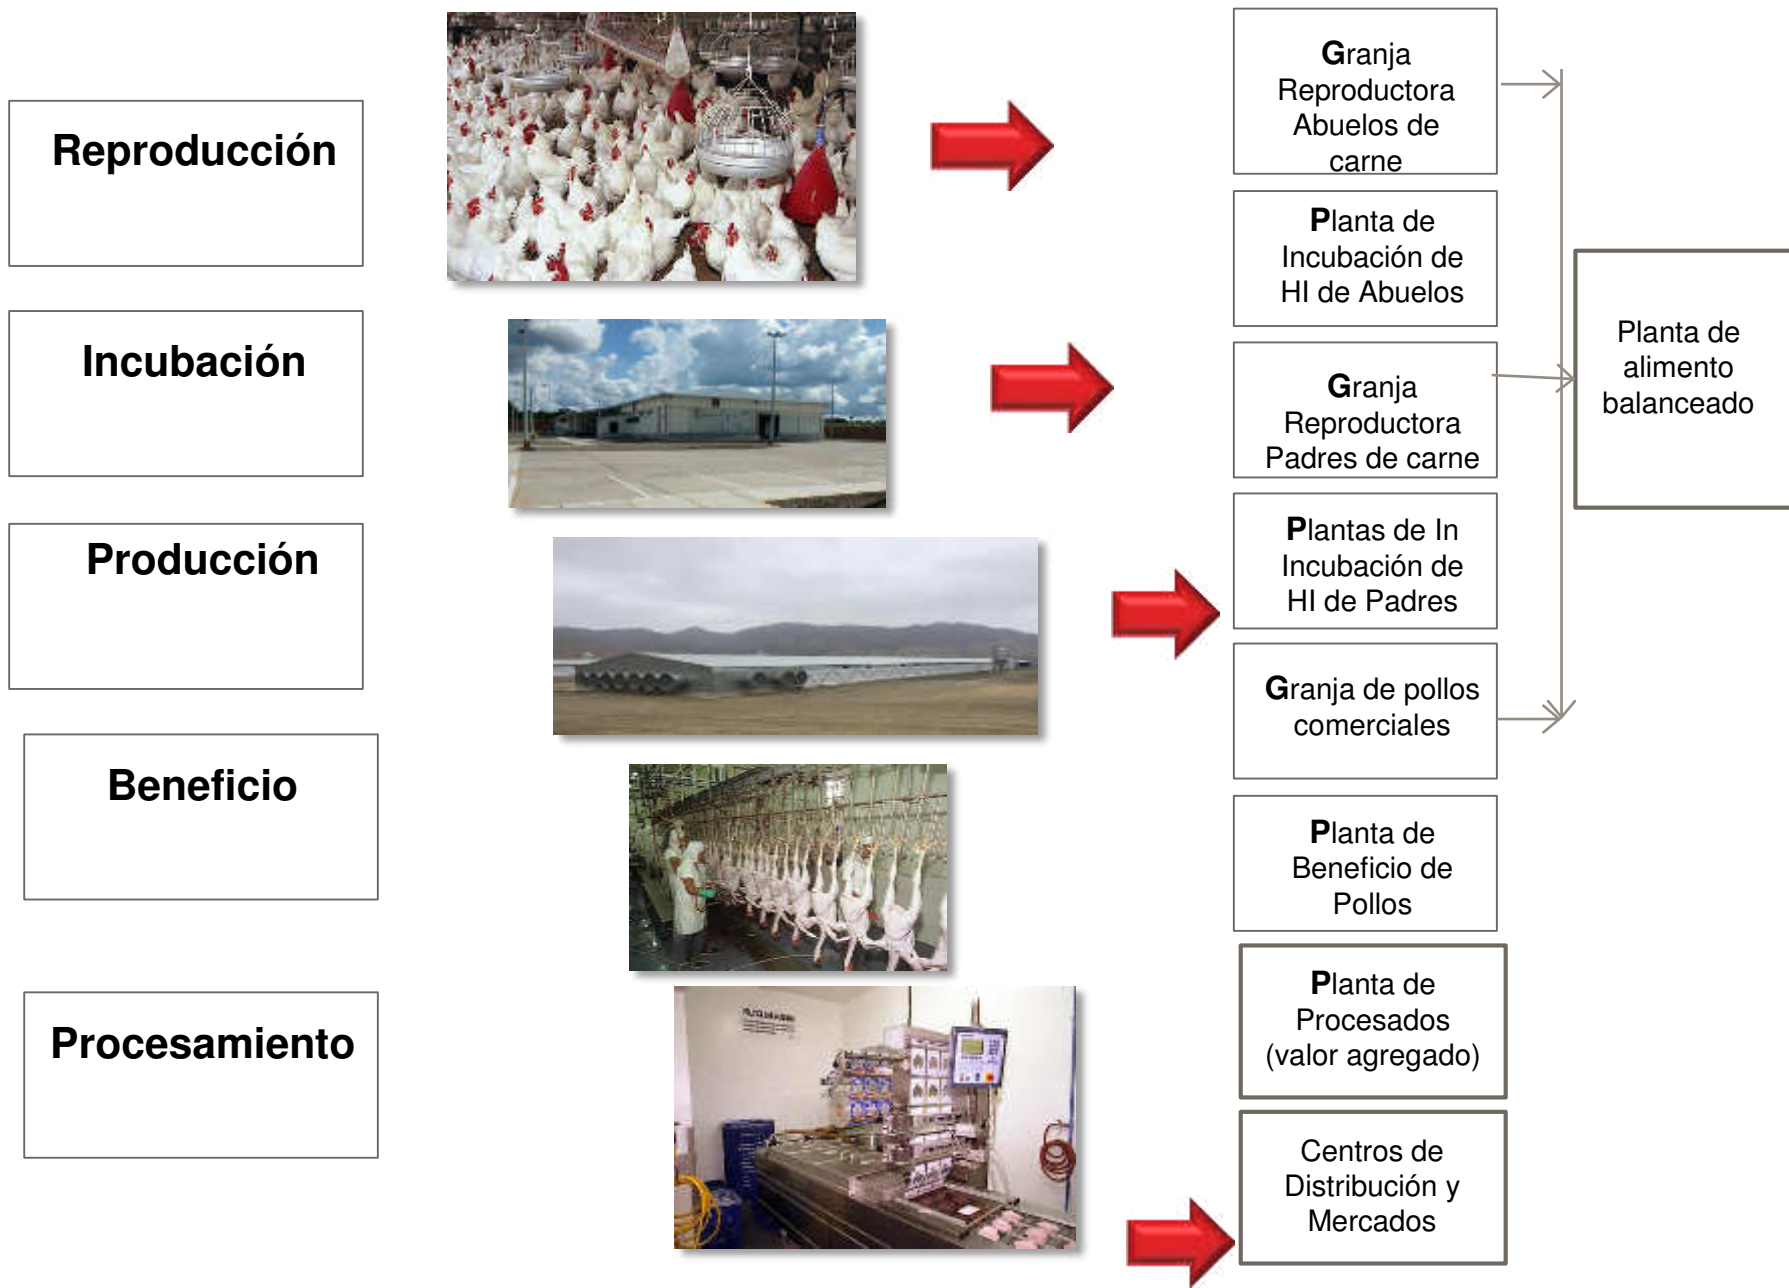 Reproducción
Incubación
Producción
Beneficio
Procesamiento
Granja
Reproductora
Abuelos de
carne
Planta de
Incubación de
HI de Abuelos
Granja
Reproductora
Padres de carne
Plantas de In
Incubación de
HI de Padres
Granja de pollos
comerciales
Planta de
Beneficio de
Pollos
Planta de
Procesados
(valor agregado)
Centros de
Distribución y
Mercados
Planta de
alimento
balanceado